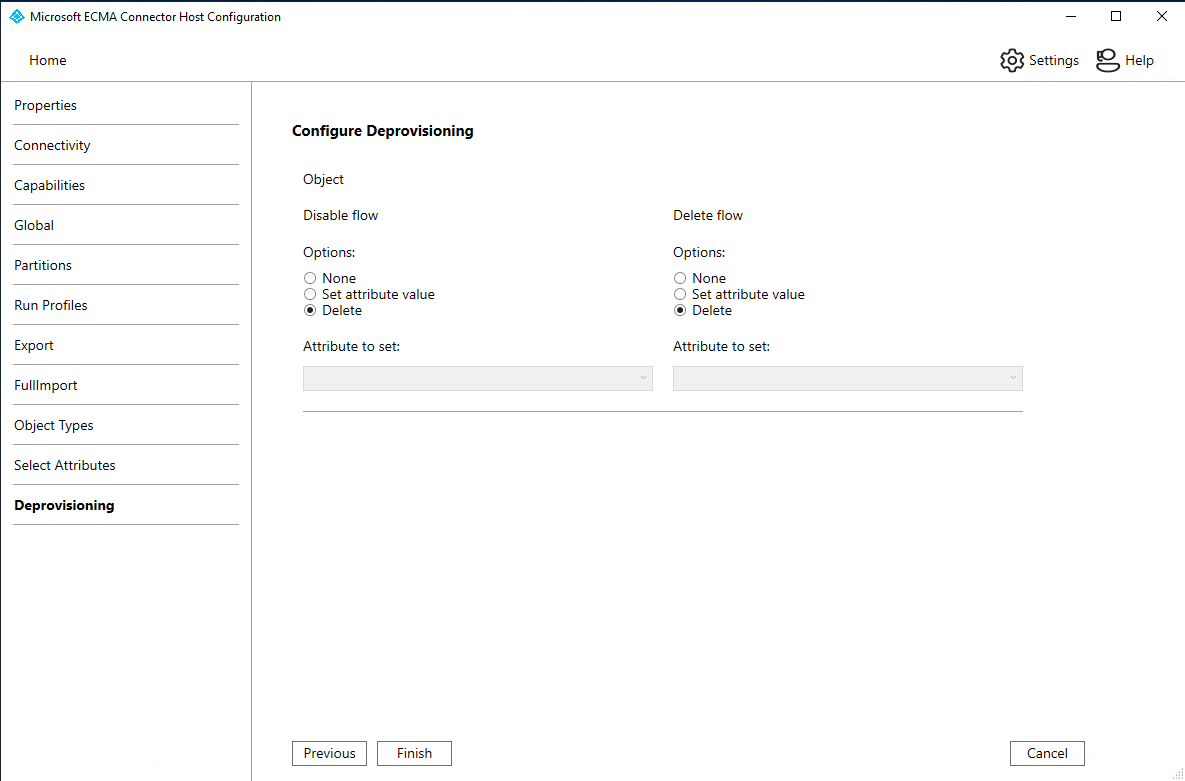 Microsoft ECMA Connector Host Configuration
Home
Settings
Help
Properties
Connectivity
Capabilities
Global
Partitions
Run Profiles
Export
FullImport
Object Types
Select Attributes
Deprovisioning
Configure Deprovisioning
Object
Disable flow
Options:
None
Set attribute value
Delete
Attribute to set:
Delete flow
Options:
None
Set attribute value
Delete
Attribute to set:
Previous
Finish
Cancel